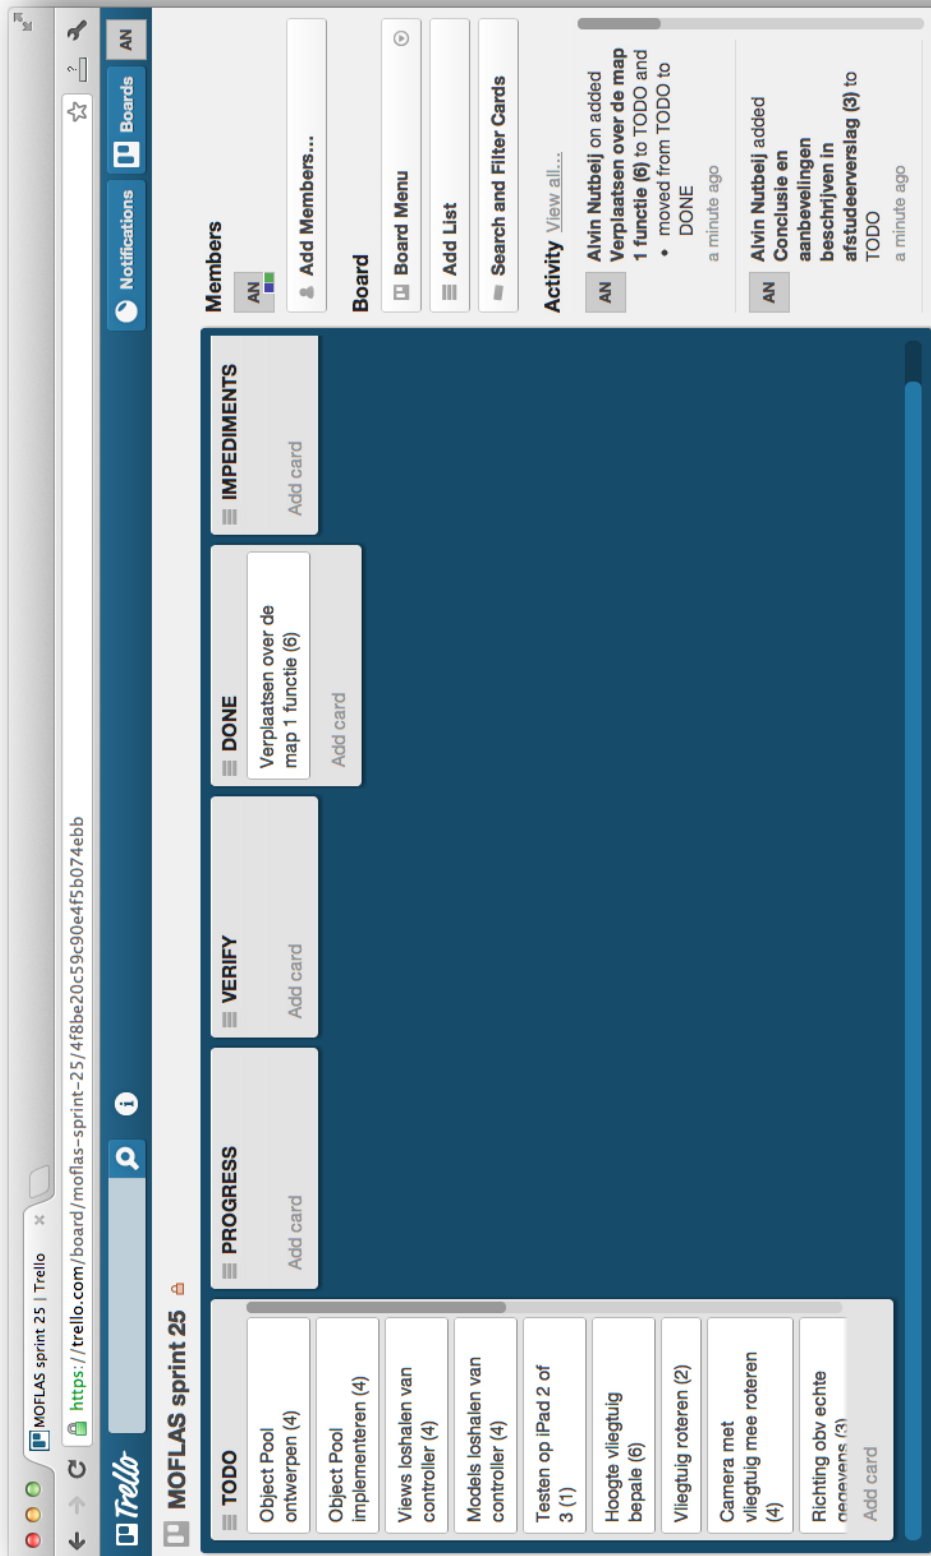 MOFLAS sprint 25 | Trello
https://trello.com/board/moflas-sprint-25/4f8be20c59c90e4f5b074ebb
Trello
Notifications
Boards
AN
MOFLAS sprint 25
TODO
Object Pool
ontwerpen (4)
Object Pool
implementeren (4)
Views loshalen van
controller (4)
Models loshalen van
controller (4)
Testen op iPad 2 of
3 (1)
Hoogte vliegtuig
bepale (6)
Vliegtuig roteren (2)
Camera met
vliegtuig mee roteren
(4)
Richting obv echte
gegevens (3)
Add card
PROGRESS
Add card
VERIFY
Add card
DONE
Verplaatsen over de
map 1 functie (6)
Add card
IMPEDIMENTS
Add card
Members
AN
Add Members...
Board
Board Menu
Add List
Search and Filter Cards
Activity View all...
AN
Alvin Nutbeij on added
Verplaatsen over de map
1 functie (6) to TODO and
• moved from TODO to
DONE
a minute ago
AN
Alvin Nutbeij added
Conclusie en
aanbevelingen
beschrijven in
afstudeerverslag (3) to
TODO
a minute ago